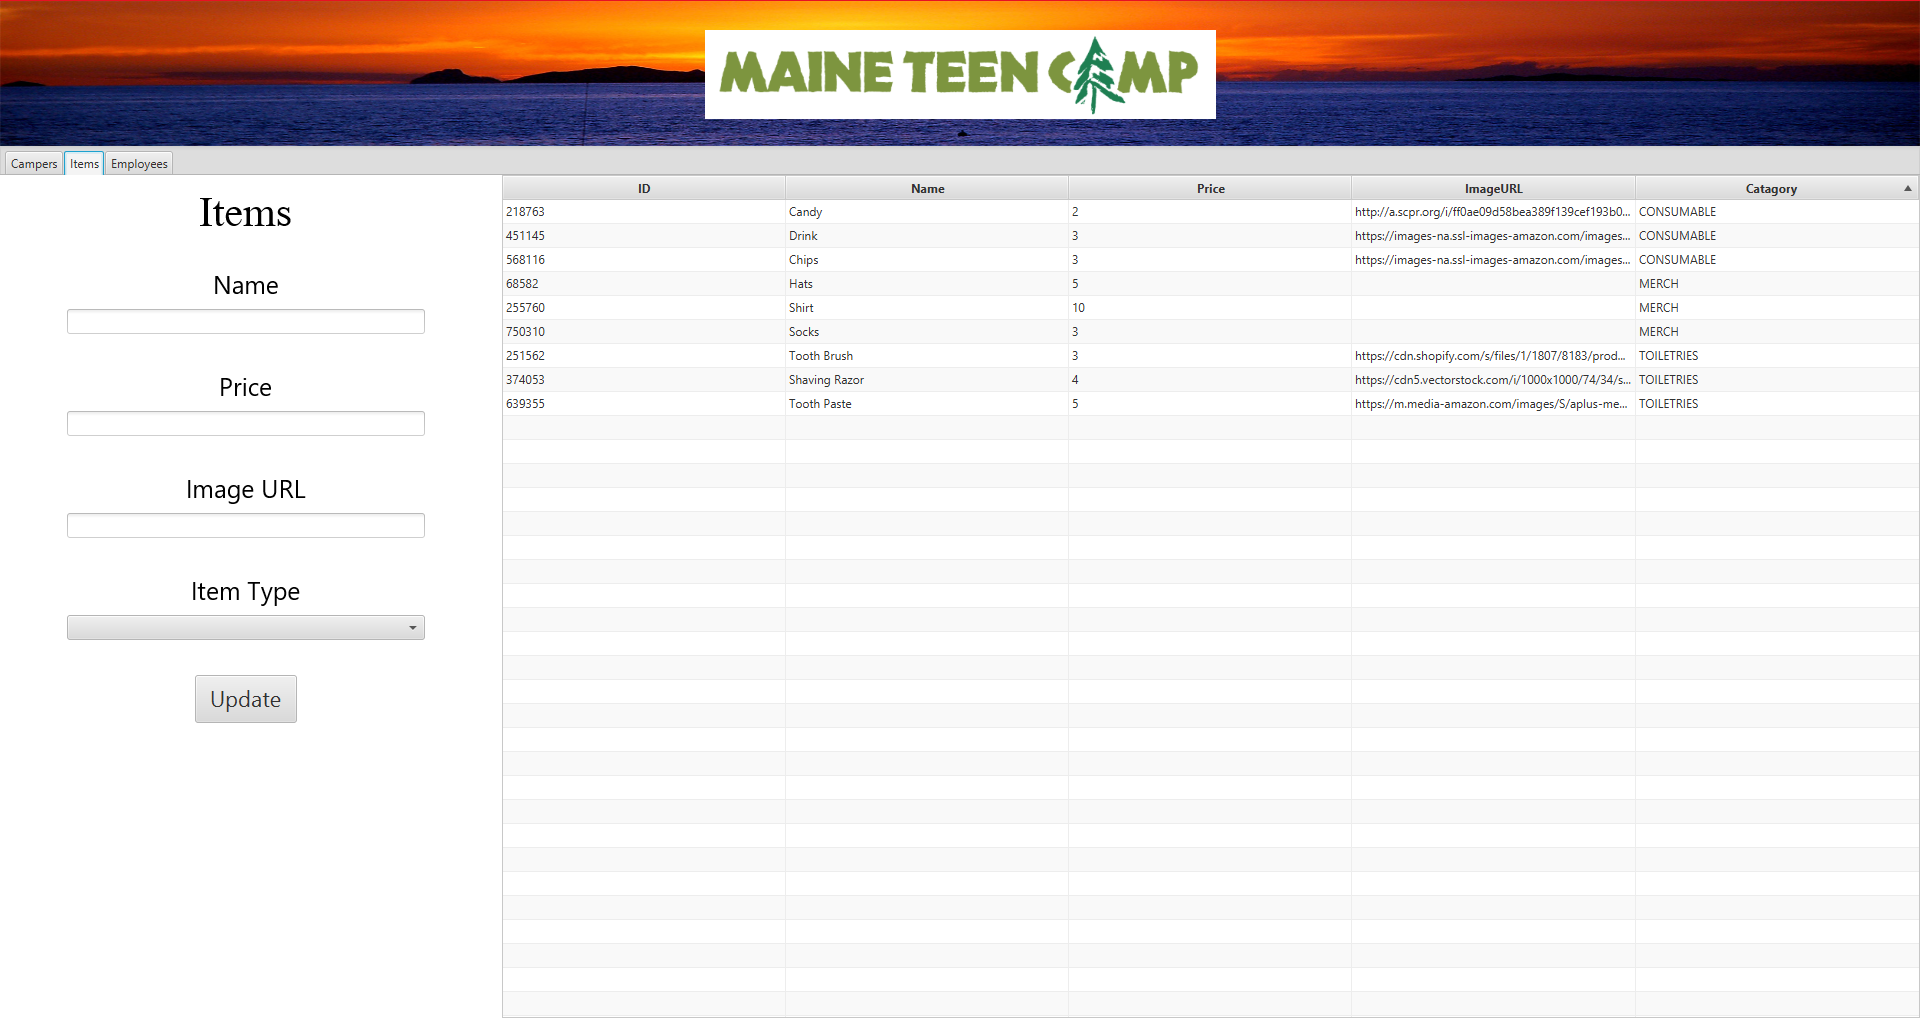 MAINE TEEN CAMP
Campers Items Employees
Items
Name
Price
Image URL
Item Type
Update
ID Name Price ImageURL Catagory
218763 Candy 2 http://a.scpr.org/i/ff0ae09d58bea389f139cef193b0... CONSUMABLE
451145 Drink 3 https://images-na.ssl-images-amazon.com/images... CONSUMABLE
568116 Chips 3 https://images-na.ssl-images-amazon.com/images... CONSUMABLE
68582 Hats 5 MERCH
255760 Shirt 10 MERCH
750310 Socks 3 MERCH
251562 Tooth Brush 3 https://cdn.shopify.com/s/files/1/1807/8183/prod... TOILETRIES
374053 Shaving Razor 4 https://cdn5.vectorstock.com/i/1000x1000/74/34/s... TOILETRIES
639355 Tooth Paste 5 https://m.media-amazon.com/images/S/aplus-me... TOILETRIES